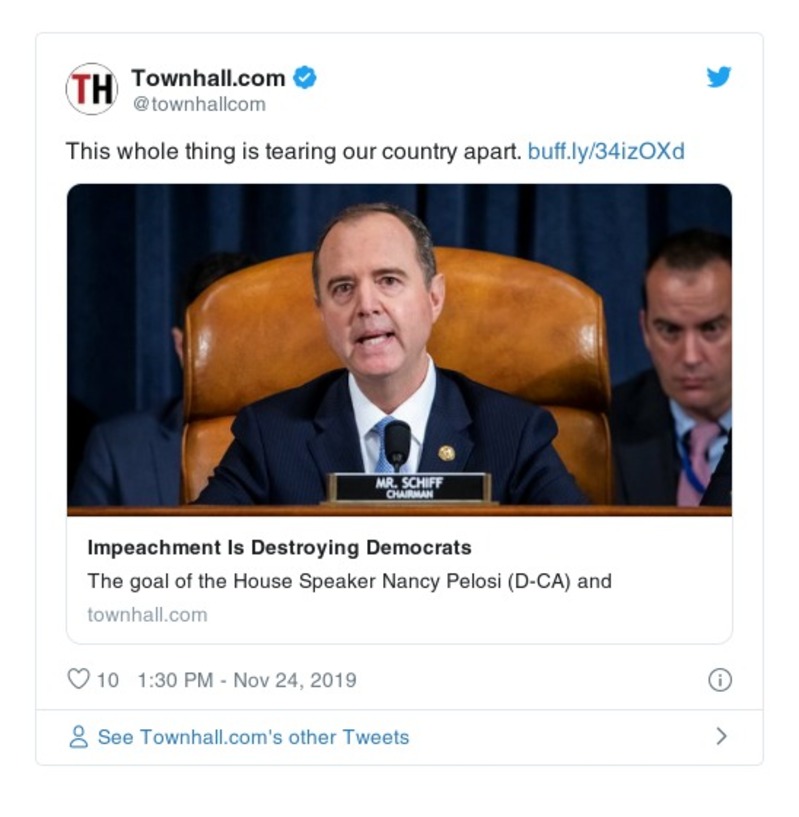 TH
Townhall.com
@townhallcom
This whole thing is tearing our country apart. buff.ly/34izOXd
MR. SCHIFF
CHAIRMAN
Impeachment Is Destroying Democrats
The goal of the House Speaker Nancy Pelosi (D-CA) and
townhall.com
10 1:30 PM - Nov 24, 2019
See Townhall.com's other Tweets